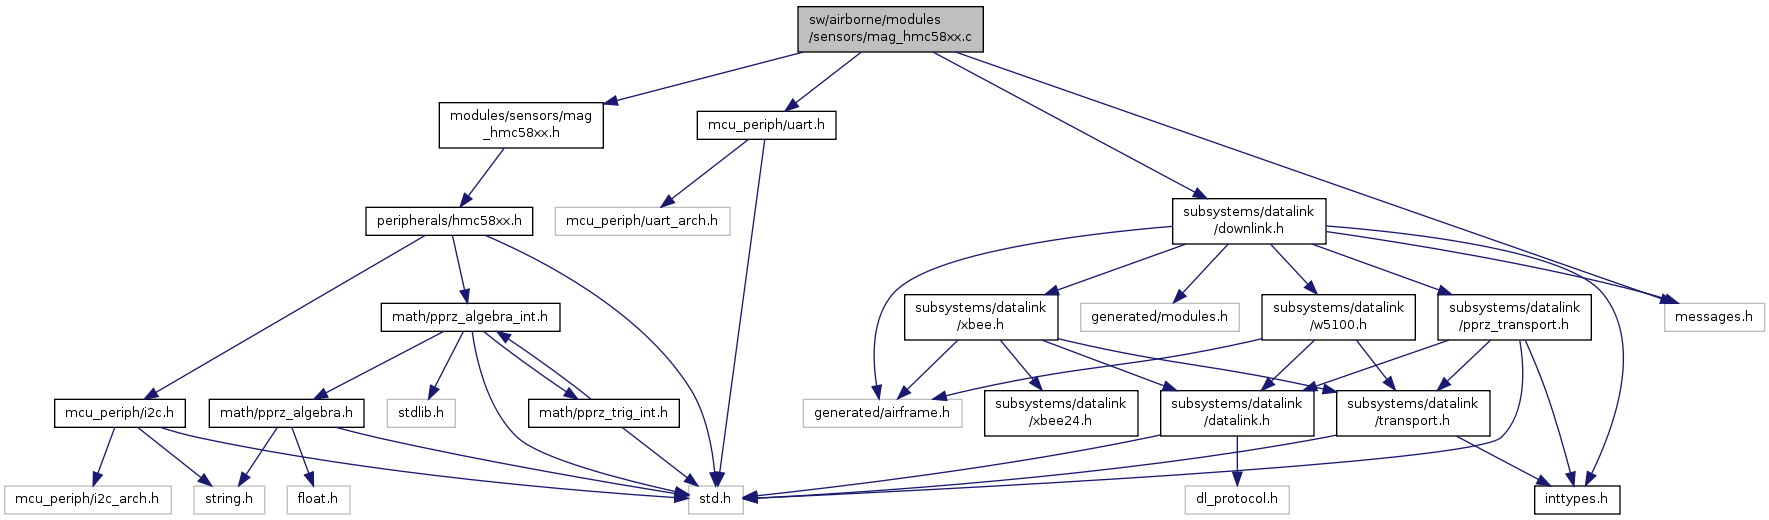 sw/airborne/modules
/sensors/mag_hmc58xx.c
modules/sensors/mag
_hmc58xx.h
mcu_periph/uart.h
peripherals/hmc58xx.h
mcu_periph/uart_arch.h
subsystems/datalink
/downlink.h
math/pprz_algebra_int.h
subsystems/datalink
/xbee.h
generated/modules.h
subsystems/datalink
/w5100.h
subsystems/datalink
/pprz_transport.h
messages.h
mcu_periph/i2c.h
math/pprz_algebra.h
stdlib.h
math/pprz_trig_int.h
generated/airframe.h
subsystems/datalink
/xbee24.h
subsystems/datalink
/datalink.h
subsystems/datalink
/transport.h
mcu_periph/i2c_arch.h
string.h
float.h
std.h
dl_protocol.h
inttypes.h